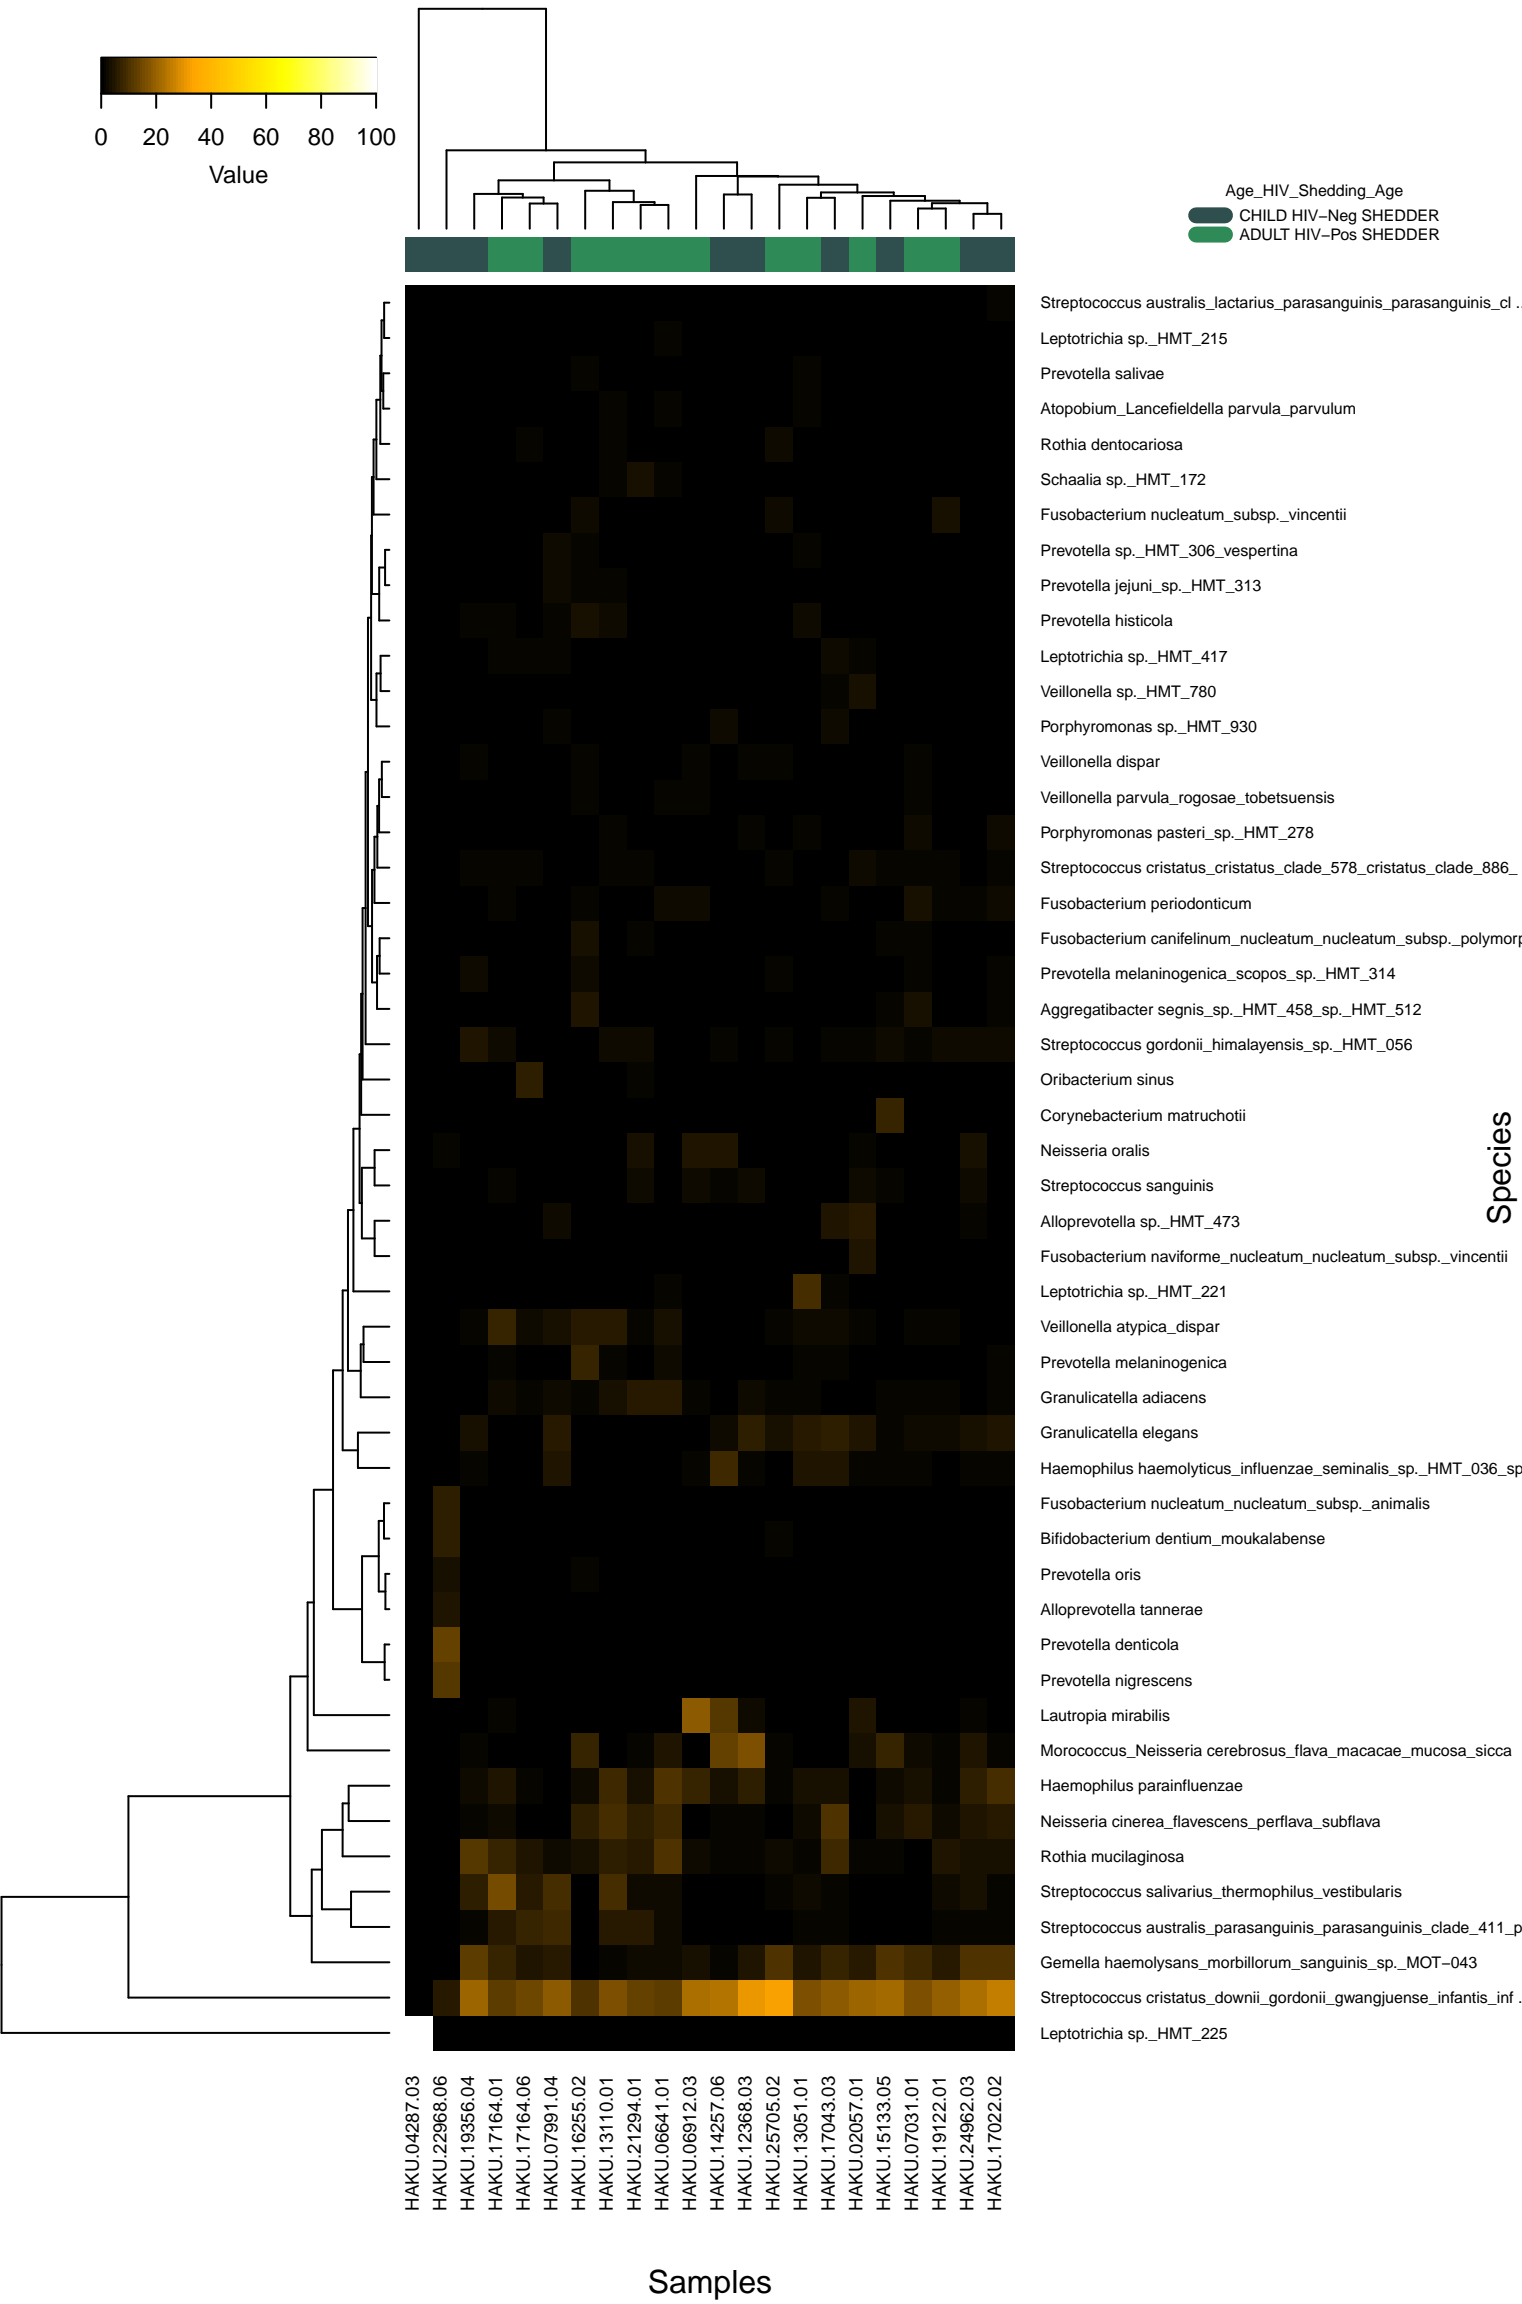 0 20 40 60 80 100
Value
Age_HIV_Shedding_Age
CHILD HIV−Neg SHEDDER
ADULT HIV−Pos SHEDDER
Streptococcus australis_lactarius_parasanguinis_parasanguinis_cl .
Leptotrichia sp._HMT_215
Prevotella salivae
Atopobium_Lancefieldella parvula_parvulum
Rothia dentocariosa
Schaalia sp._HMT_172
Fusobacterium nucleatum_subsp._vincentii
Prevotella sp._HMT_306_vespertina
Prevotella jejuni_sp._HMT_313
Prevotella histicola
Leptotrichia sp._HMT_417
Veillonella sp._HMT_780
Porphyromonas sp._HMT_930
Veillonella dispar
Veillonella parvula_rogosae_tobetsuensis
Porphyromonas pasteri_sp._HMT_278
Streptococcus cristatus_cristatus_clade_578_cristatus_clade_886_
Fusobacterium periodonticum
Fusobacterium canifelinum_nucleatum_nucleatum_subsp._polymorp
Prevotella melaninogenica_scopos_sp._HMT_314
Aggregatibacter segnis_sp._HMT_458_sp._HMT_512
Streptococcus gordonii_himalayensis_sp._HMT_056
Oribacterium sinus
Corynebacterium matruchotii
Neisseria oralis
Streptococcus sanguinis
Alloprevotella sp._HMT_473
Fusobacterium naviforme_nucleatum_nucleatum_subsp._vincentii
Leptotrichia sp._HMT_221
Veillonella atypica_dispar
Prevotella melaninogenica
Granulicatella adiacens
Granulicatella elegans
Haemophilus haemolyticus_influenzae_seminalis_sp._HMT_036_sp
Fusobacterium nucleatum_nucleatum_subsp._animalis
Bifidobacterium dentium_moukalabense
Prevotella oris
Alloprevotella tannerae
Prevotella denticola
Prevotella nigrescens
Lautropia mirabilis
Morococcus_Neisseria cerebrosus_flava_macacae_mucosa_sicca
Haemophilus parainfluenzae
Neisseria cinerea_flavescens_perflava_subflava
Rothia mucilaginosa
Streptococcus salivarius_thermophilus_vestibularis
Streptococcus australis_parasanguinis_parasanguinis_clade_411_p
Gemella haemolysans_morbillorum_sanguinis_sp._MOT−043
Streptococcus cristatus_downii_gordonii_gwangjuense_infantis_inf .
Leptotrichia sp._HMT_225
Species
HAKU.04287.03
HAKU.22968.06
HAKU.19356.04
HAKU.17164.01
HAKU.17164.06
HAKU.07991.04
HAKU.16255.02
HAKU.13110.01
HAKU.21294.01
HAKU.06641.01
HAKU.06912.03
HAKU.14257.06
HAKU.12368.03
HAKU.25705.02
HAKU.13051.01
HAKU.17043.03
HAKU.02057.01
HAKU.15133.05
HAKU.07031.01
HAKU.19122.01
HAKU.24962.03
HAKU.17022.02
Samples